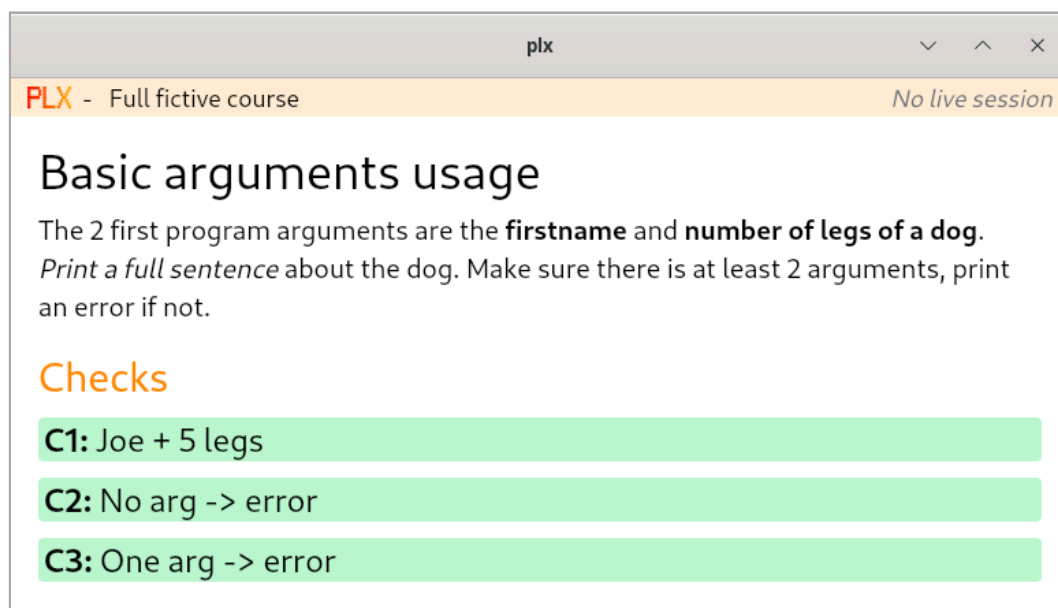 plx
PLX - Full fictive course No live session
Basic arguments usage
The 2 first program arguments are the firstname and number of legs of a dog.
Print a full sentence about the dog. Make sure there is at least 2 arguments, print
an error if not.
Checks
C1: Joe + 5 legs
C2: No arg -> error
C3: One arg -> error